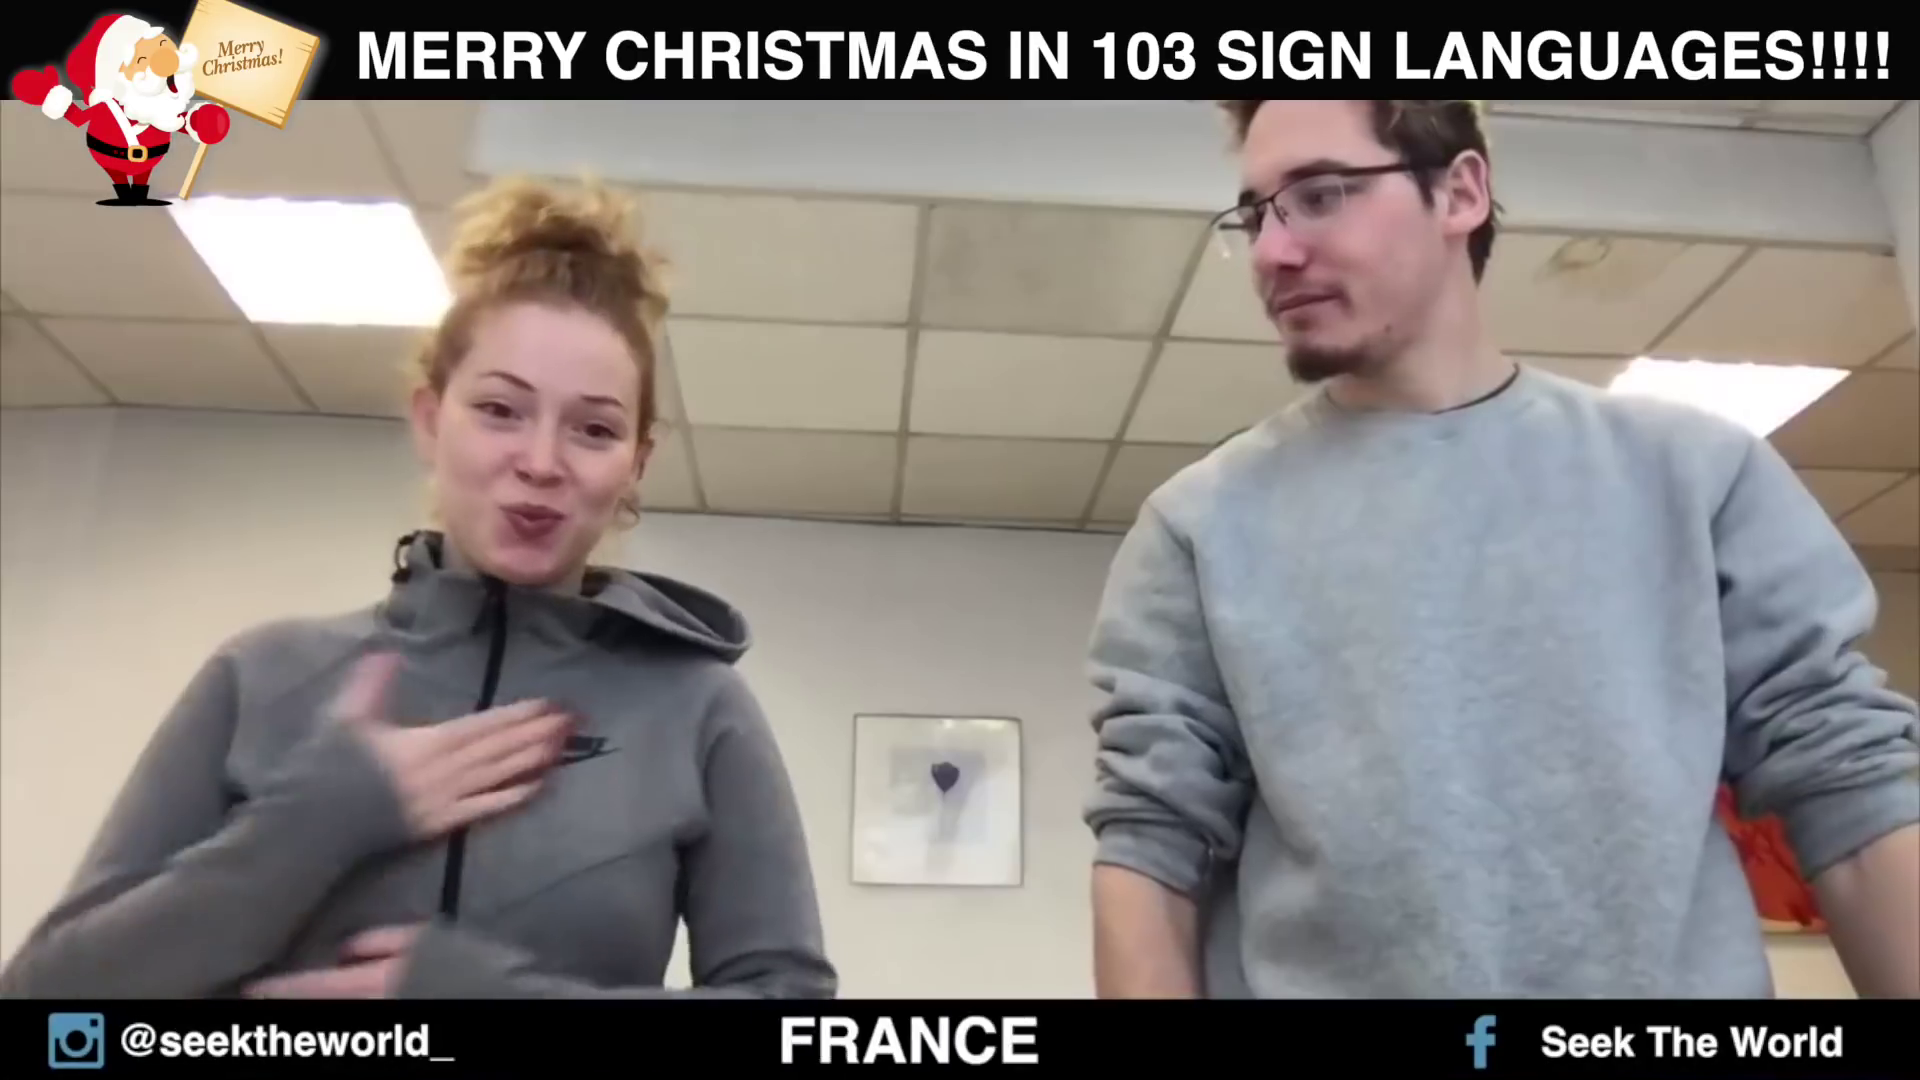 Merry
Christmas!
MERRY CHRISTMAS IN 103 SIGN LANGUAGES!!!!
@seektheworld_
FRANCE
Seek The World